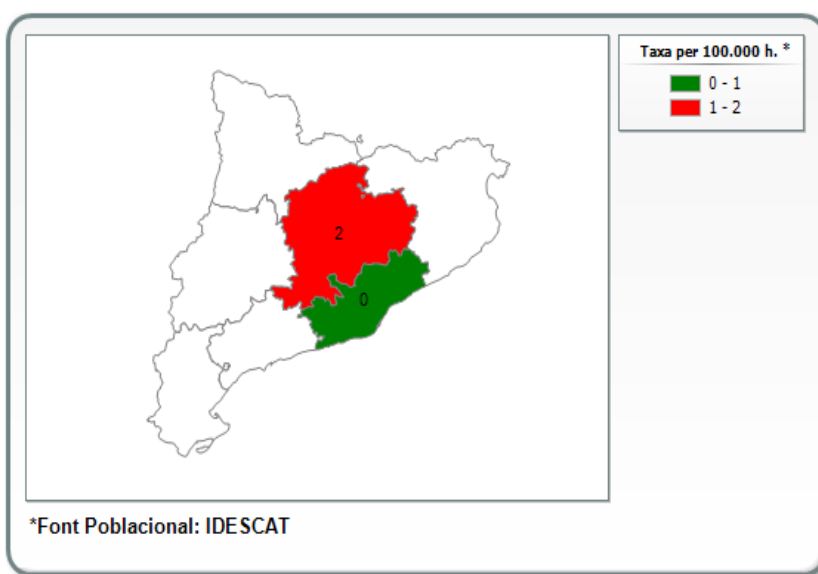 Taxa per 100.000 h. *
0 - 1
1 - 2
2
0
*Font Poblacional: IDESCAT